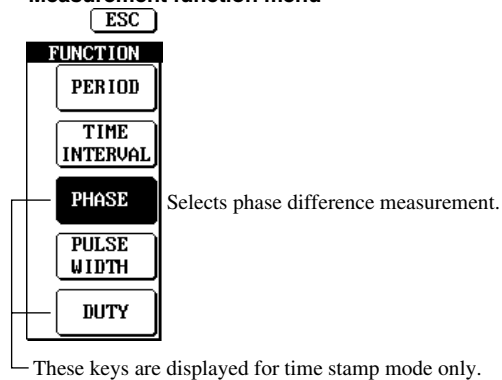 Measurement function menu
ESC
FUNCTION
PERIOD
TIME
INTERVAL
PHASE
Selects phase difference measurement.
PULSE
WIDTH
DUTY
These keys are displayed for time stamp mode only.